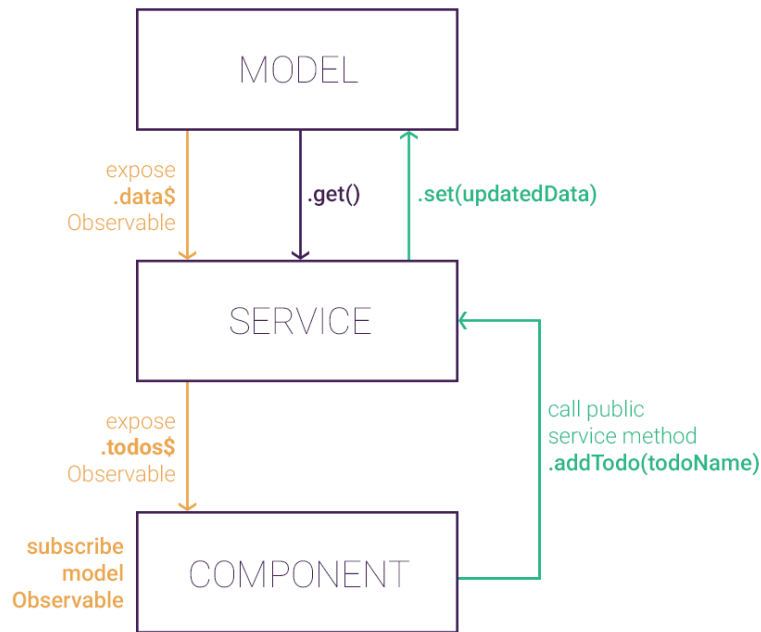 MODEL
expose
.data$
Observable
.get()
.set(updatedData)
SERVICE
expose
.todos$
Observable
call public
service method
.addTodo(todoName)
subscribe
model
Observable
COMPONENT